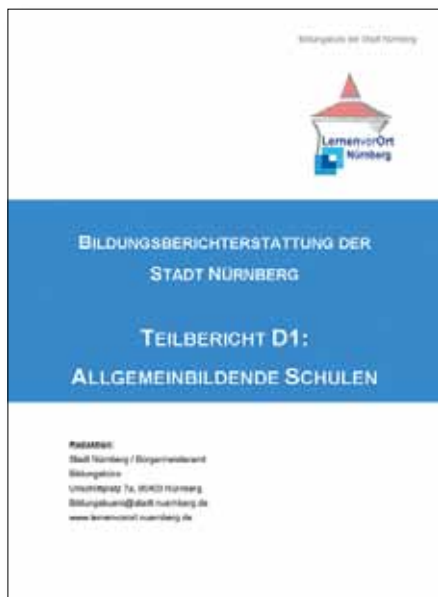 Bildungsbüro der Stadt Nürnberg
LernenvorOrt
Nürnberg
BILDUNGSBERICHTERSTATTUNG DER
STADT NÜRNBERG
TEILBERICHT D1:
ALLGEMEINBILDENDE SCHULEN
Redaktion:
Stadt Nürnberg / Bürgermeisteramt
Bildungsbüro
Unschlittplatz 7a, 90403 Nürnberg
Bildungsbuero@stadt.nuernberg.de
www.lernenvorort.nuernberg.de